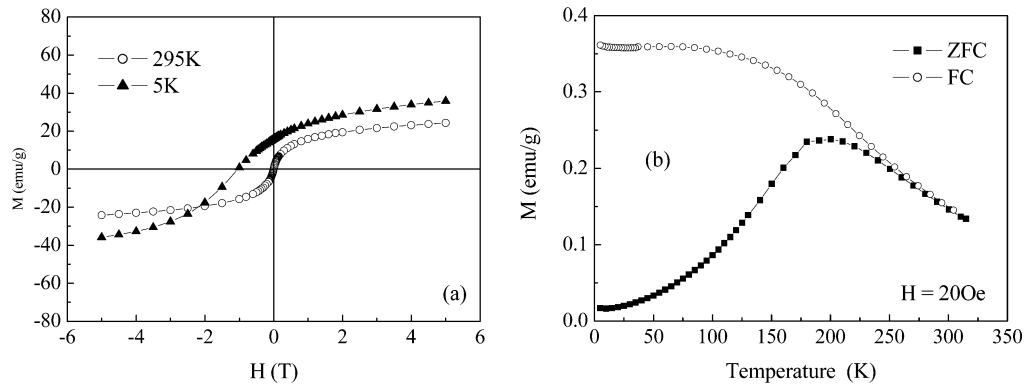 80
60
40
20
0
-20
-40
-60
-80
M (emu/g)
295K
5K
(a)
-6 -4 -2 0 2 4 6
H (T)
0.4
0.3
0.2
0.1
0.0
M (emu/g)
ZFC
FC
(b)
H = 20Oe
0 50 100 150 200 250 300 350
Temperature (K)